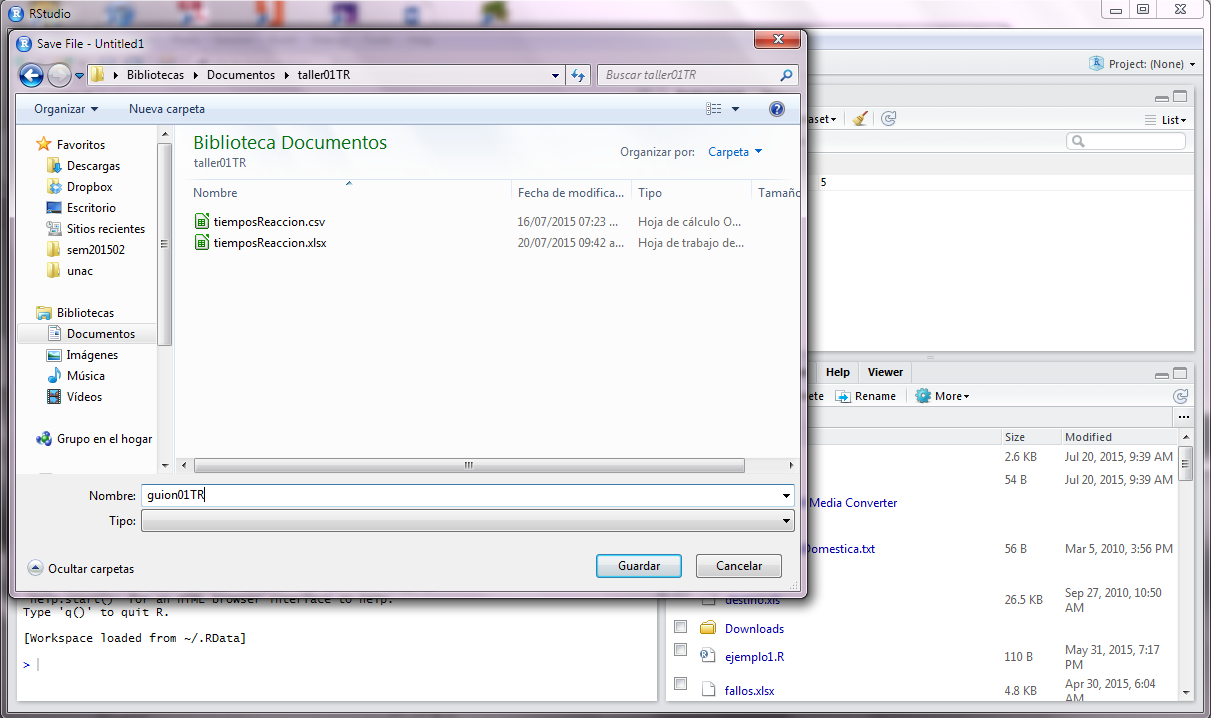 RStudio
Save File - Untitled1
Bibliotecas
Documentos
taller01TR
Buscar taller01TR
Organizar
Nueva carpeta
Favoritos
Descargas
Dropbox
Escritorio
Sitios recientes
sem201502
unac
Bibliotecas
Documentos
Imágenes
Música
Vídeos
Grupo en el hogar
Biblioteca Documentos
taller01TR
Organizar por: Carpeta
Nombre Fecha de modifica... Tipo Tamaño
tiemposReaccion.csv 16/07/2015 07:23 ... Hoja de cálculo O...
tiemposReaccion.xlsx 20/07/2015 09:42 a... Hoja de trabajo de...
Nombre: guion01TR
Tipo:
Ocultar carpetas
Guardar
Cancelar
Project: (None)
aset
List
5
Help Viewer
ete Rename More
Size Modified
2.6 KB Jul 20, 2015, 9:39 AM
54 B Jul 20, 2015, 9:39 AM
Media Converter
Domestica.txt 56 B Mar 5, 2010, 3:56 PM
destino.xls 26.5 KB Sep 27, 2010, 10:50
AM
Downloads
ejemplo1.R 110 B May 31, 2015, 7:17
PM
fallos.xlsx 4.8 KB Apr 30, 2015, 6:04
AM
'help.start()' for an HTML browser interface to help.
Type 'q()' to quit R.
[Workspace loaded from ~/.RData]
>